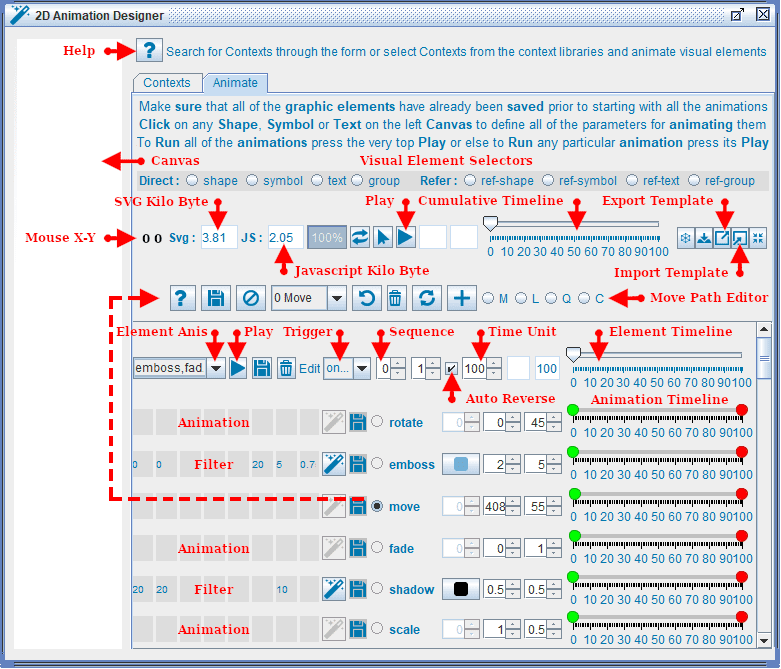 2D Animation Designer
Help ? Search for Contexts through the form or select Contexts from the context libraries and animate visual elements
Contexts Animate
Make sure that all of the graphic elements have already been saved prior to starting with all the animations
Click on any Shape, Symbol or Text on the left Canvas to define all of the parameters for animating them
To Run all of the animations press the very top Play or else to Run any particular animation press its Play
Canvas Visual Element Selectors
Direct : shape symbol text group Refer : ref-shape ref-symbol ref-text ref-group
SVG Kilo Byte Play Cumulative Timeline Export Template
Mouse X-Y 0 0 Svg : 3.81 JS : 2.05 100%
0 10 20 30 40 50 60 70 80 90 100
Javascript Kilo Byte Import Template
? 0 Move M L Q C Move Path Editor
Element Anis Play Trigger Sequence Time Unit Element Timeline
emboss,fad Edit on... 0 1 100 100
0 10 20 30 40 50 60 70 80 90 100
Auto Reverse Animation Timeline
Animation rotate 0 0 45
0 10 20 30 40 50 60 70 80 90100
0 0 Filter 20 5 0.7 emboss 2 5
0 10 20 30 40 50 60 70 80 90100
move 0 408 55
0 10 20 30 40 50 60 70 80 90100
Animation fade 0 0 1
0 10 20 30 40 50 60 70 80 90100
20 20 Filter 10 shadow 0.5 0.5
0 10 20 30 40 50 60 70 80 90100
Animation scale 0 1 0.5
0 10 20 30 40 50 60 70 80 90100